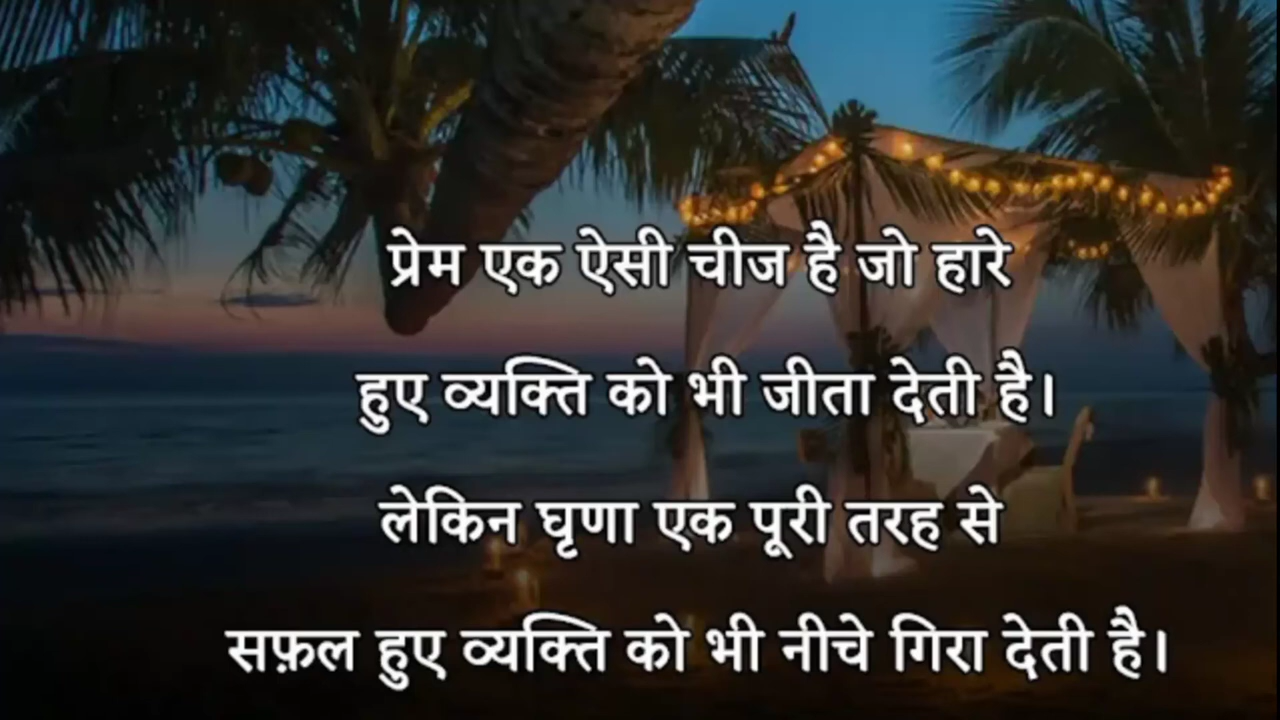 प्रेम एक ऐसी चीज है जो हारे
हुए व्यक्ति को भी जीता देती है।
लेकिन घृणा एक पूरी तरह से
सफ़ल हुए व्यक्ति को भी नीचे गिरा देती है।